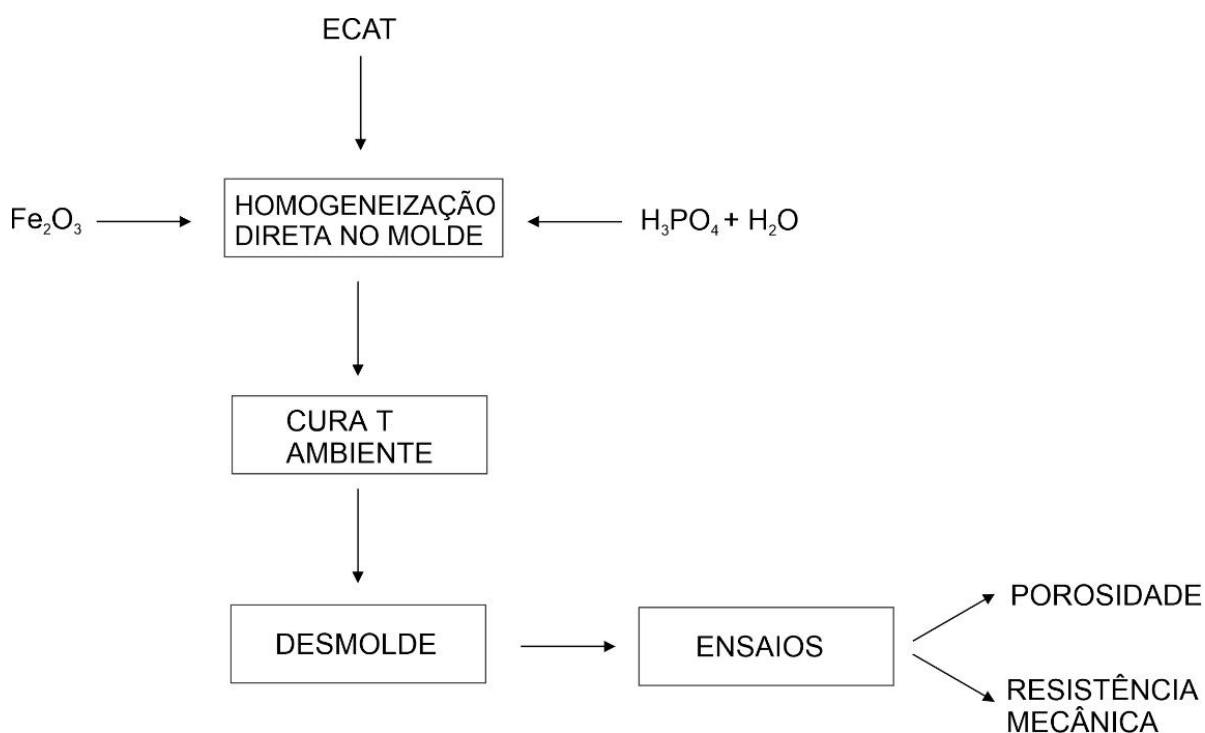 ECAT
Fe₂O₃
HOMOGENEIZAÇÃO
DIRETA NO MOLDE
H₃PO₄ + H₂O
CURA T
AMBIENTE
DESMOLDE
ENSAIOS
POROSIDADE
RESISTÊNCIA
MECÂNICA